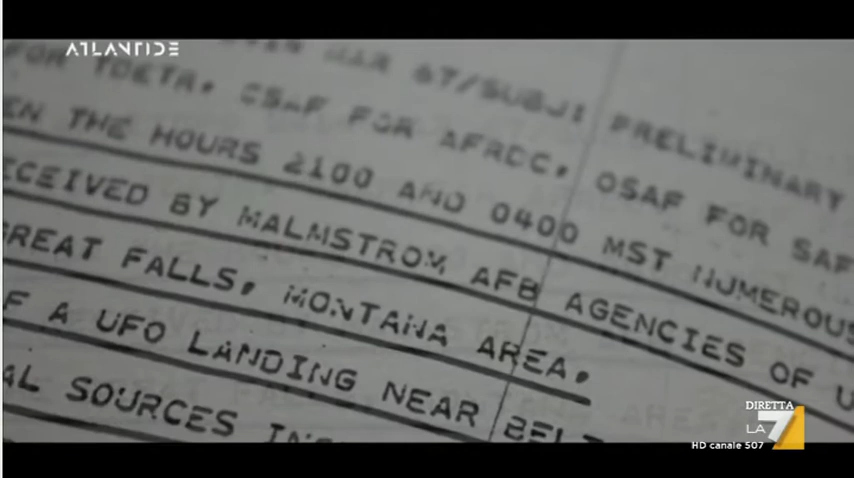 ATLANTIDE
MAR 67/SUBJ: PRELIMINARY
FOR TDETR. CSAF FOR AFRDC. OSAF FOR SAF
EN THE HOURS 2100 AND 0400 MST NUMEROUS
CEIVED BY MALMSTROM AFB AGENCIES OF U
REAT FALLS, MONTANA AREA.
F A UFO LANDING NEAR BELT
AL SOURCES INS
DIRETTA
LA7
HD canale 507